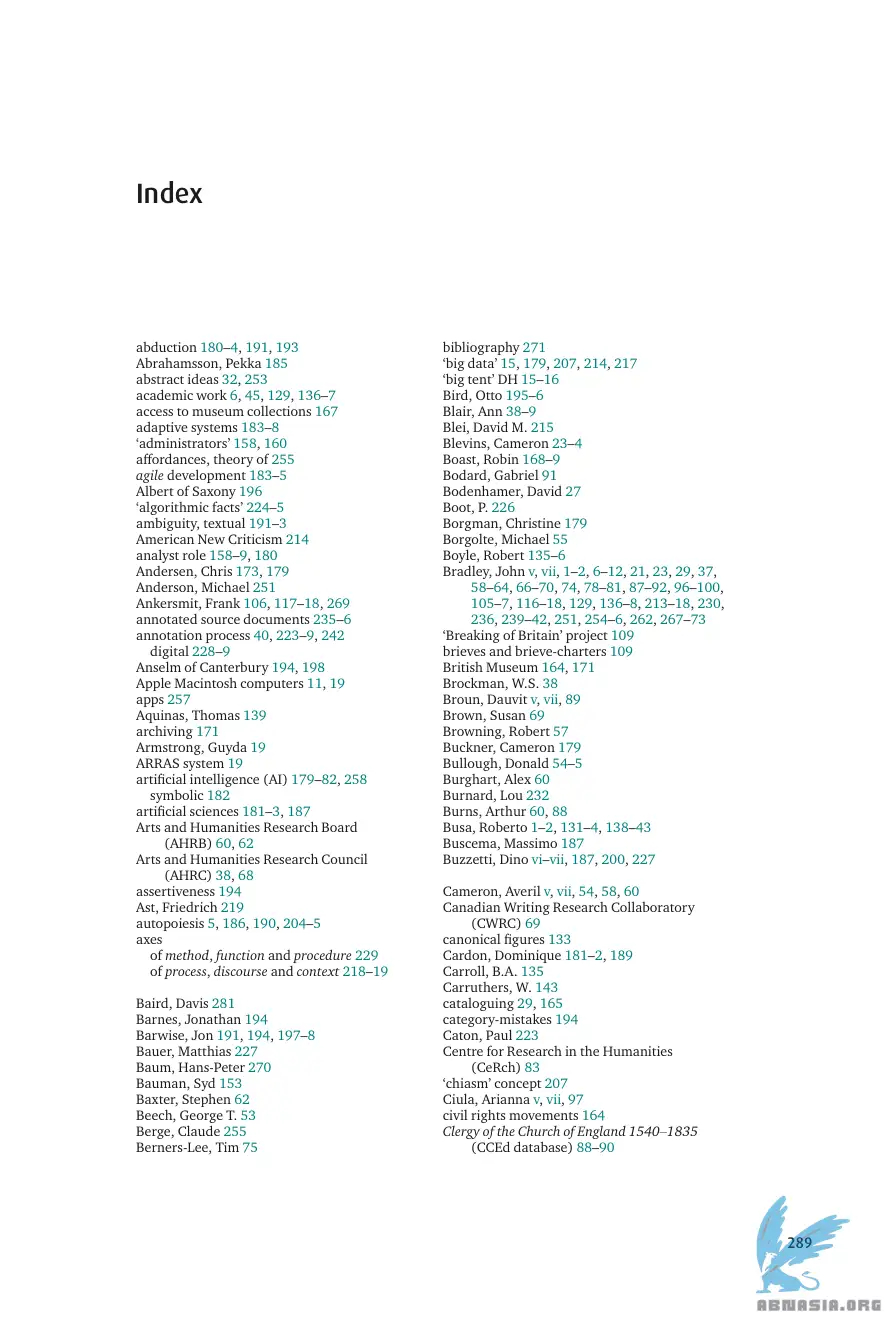 Index
abduction 180–4, 191, 193
Abrahamsson, Pekka 185
abstract ideas 32, 253
academic work 6, 45, 129, 136–7
access to museum collections 167
adaptive systems 183–8
‘administrators’ 158, 160
affordances, theory of 255
agile development 183–5
Albert of Saxony 196
‘algorithmic facts’ 224–5
ambiguity, textual 191–3
American New Criticism 214
analyst role 158–9, 180
Andersen, Chris 173, 179
Anderson, Michael 251
Ankersmit, Frank 106, 117–18, 269
annotated source documents 235–6
annotation process 40, 223–9, 242
digital 228–9
Anselm of Canterbury 194, 198
Apple Macintosh computers 11, 19
apps 257
Aquinas, Thomas 139
archiving 171
Armstrong, Guyda 19
ARRAS system 19
artificial intelligence (AI) 179–82, 258
symbolic 182
artificial sciences 181–3, 187
Arts and Humanities Research Board
(AHRB) 60, 62
Arts and Humanities Research Council
(AHRC) 38, 68
assertiveness 194
Ast, Friedrich 219
autopoiesis 5, 186, 190, 204–5
axes
of method, function and procedure 229
of process, discourse and context 218–19
Baird, Davis 281
Barnes, Jonathan 194
Barwise, Jon 191, 194, 197–8
Bauer, Matthias 227
Baum, Hans-Peter 270
Bauman, Syd 153
Baxter, Stephen 62
Beech, George T. 53
Berge, Claude 255
Berners-Lee, Tim 75
bibliography 271
‘big data’ 15, 179, 207, 214, 217
‘big tent’ DH 15–16
Bird, Otto 195–6
Blair, Ann 38–9
Blei, David M. 215
Blevins, Cameron 23–4
Boast, Robin 168–9
Bodard, Gabriel 91
Bodenhamer, David 27
Boot, P. 226
Borgman, Christine 179
Borgolte, Michael 55
Boyle, Robert 135–6
Bradley, John v, vii, 1–2, 6–12, 21, 23, 29, 37,
58–64, 66–70, 74, 78–81, 87–92, 96–100,
105–7, 116–18, 129, 136–8, 213–18, 230,
236, 239–42, 251, 254–6, 262, 267–73
‘Breaking of Britain’ project 109
brieves and brieve-charters 109
British Museum 164, 171
Brockman, W.S. 38
Broun, Dauvit v, vii, 89
Brown, Susan 69
Browning, Robert 57
Buckner, Cameron 179
Bullough, Donald 54–5
Burghart, Alex 60
Burnard, Lou 232
Burns, Arthur 60, 88
Busa, Roberto 1–2, 131–4, 138–43
Buscema, Massimo 187
Buzzetti, Dino vi–vii, 187, 200, 227
Cameron, Averil v, vii, 54, 58, 60
Canadian Writing Research Collaboratory
(CWRC) 69
canonical figures 133
Cardon, Dominique 181–2, 189
Carroll, B.A. 135
Carruthers, W. 143
cataloguing 29, 165
category-mistakes 194
Caton, Paul 223
Centre for Research in the Humanities
(CeRch) 83
‘chiasm’ concept 207
Ciula, Arianna v, vii, 97
civil rights movements 164
Clergy of the Church of England 1540–1835
(CCEd database) 88–90
289
ABNASIA.ORG